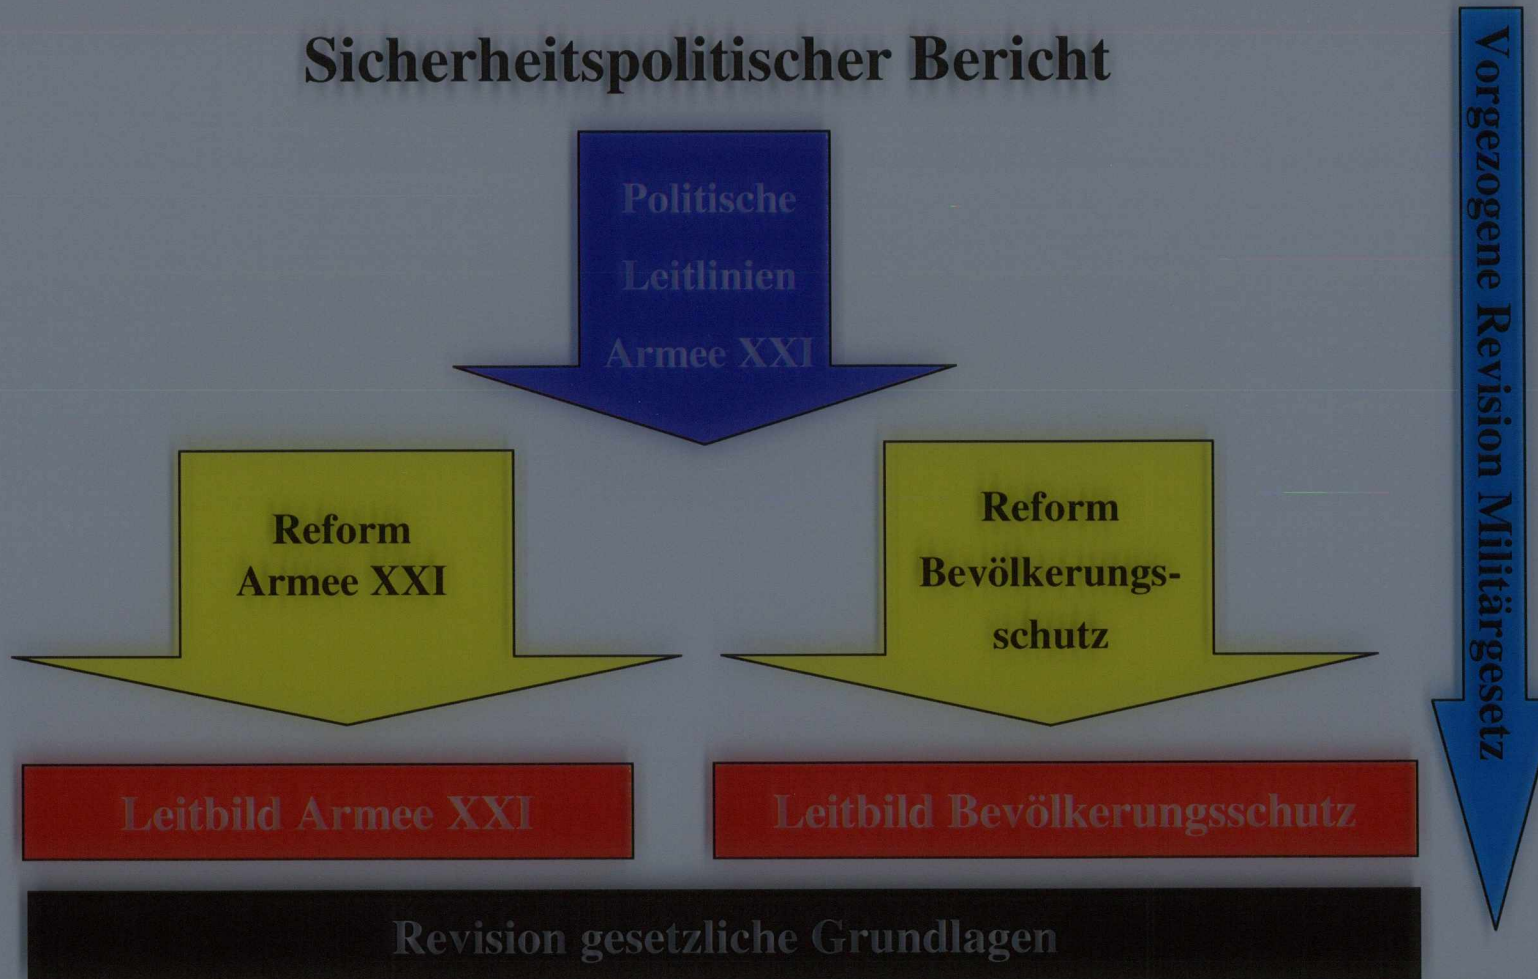 Sicherheitspolitischer Bericht
Politische
Leitlinien
Armee XXI
Reform
Armee XXI
Reform
Bevölkerungs-
schutz
Leitbild Armee XXI
Leitbild Bevölkerungsschutz
Revision gesetzliche Grundlagen
Vorgezogene Revision Militärgesetz